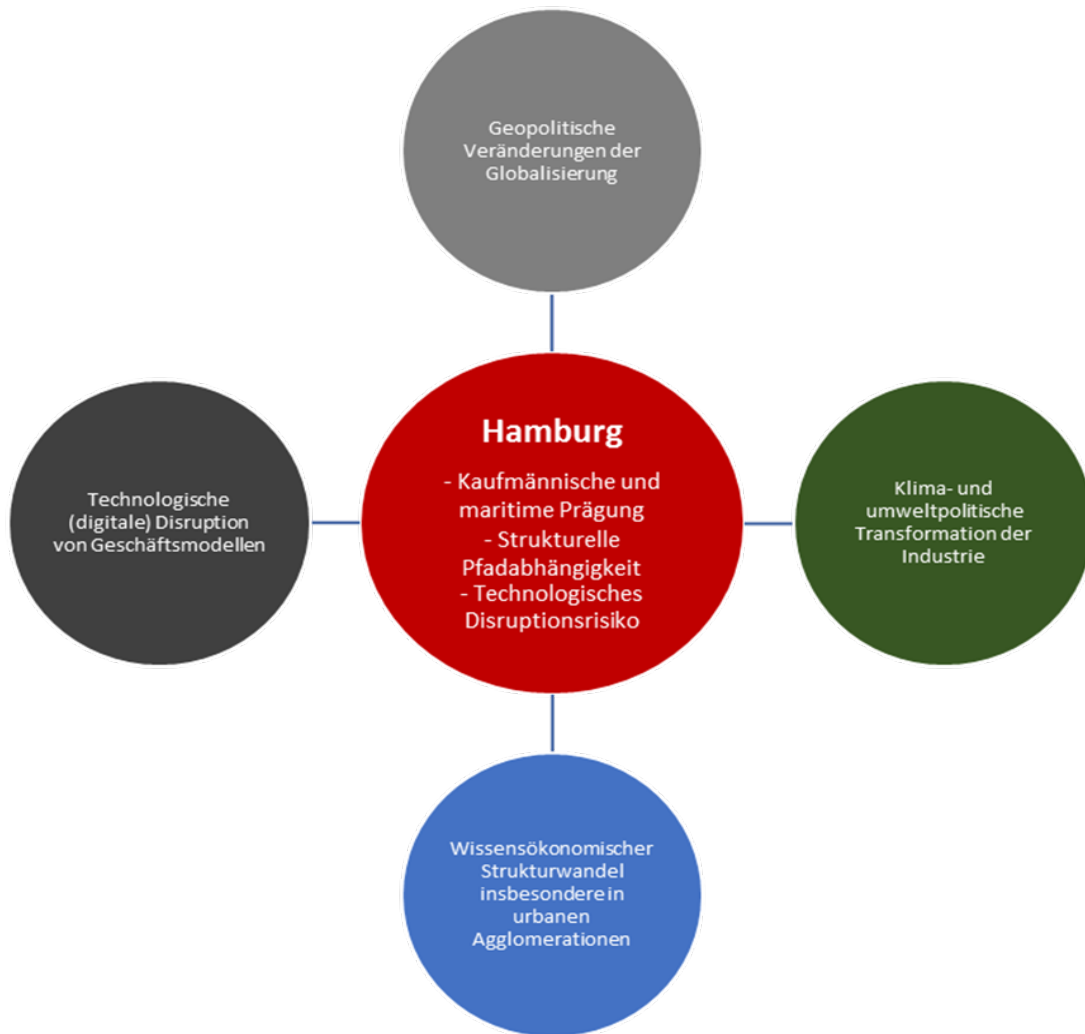 Geopolitische
Veränderungen der
Globalisierung
Hamburg
- Kaufmännische und
maritime Prägung
- Strukturelle
Pfadabhängigkeit
- Technologisches
Disruptionsrisiko
Technologische
(digitale) Disruption
von Geschäftsmodellen
Klima- und
umweltpolitische
Transformation der
Industrie
Wissensökonomischer
Strukturwandel
insbesondere in
urbanen
Agglomerationen